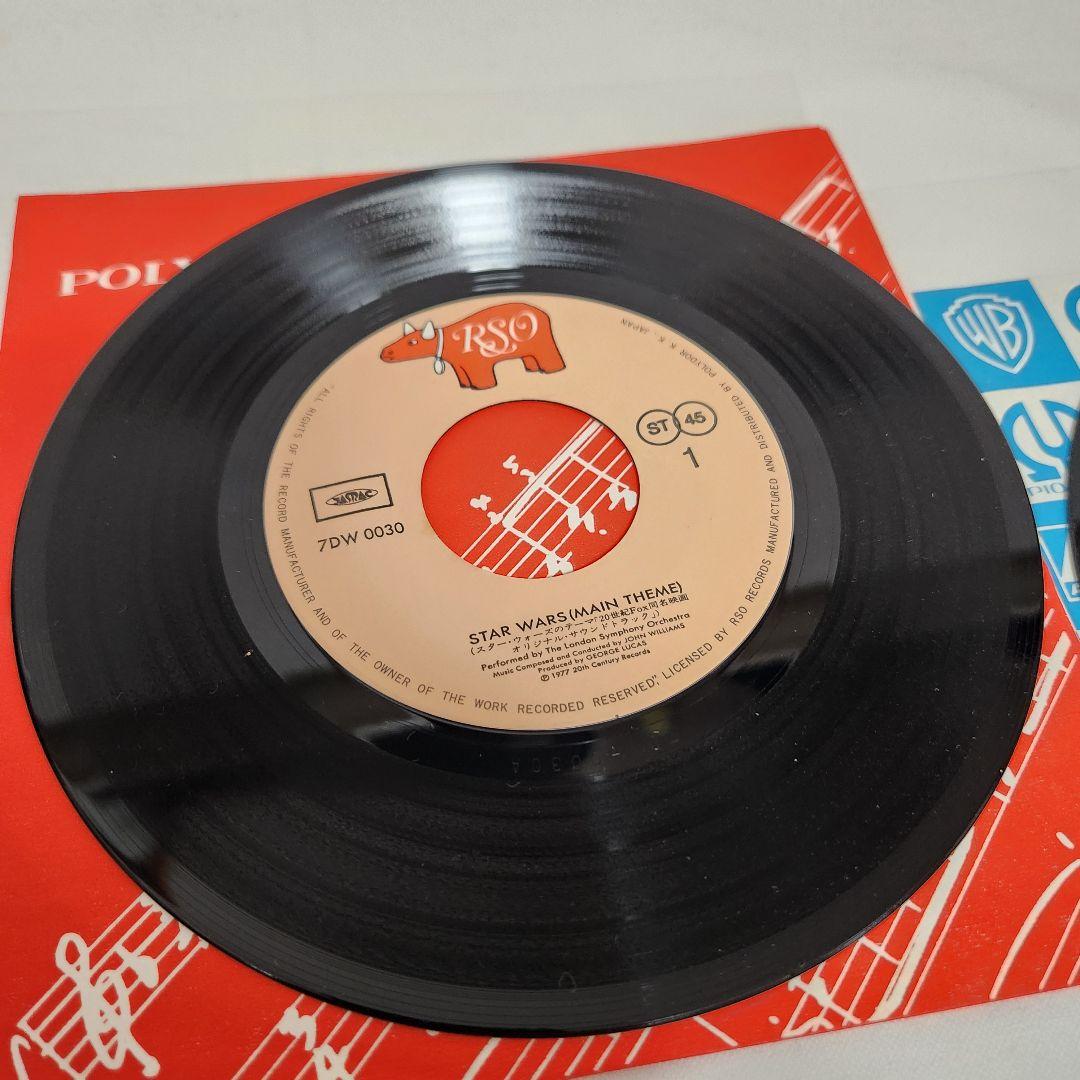 POLY
RSO
ST 45
1
JASRAC
7DW 0030
STAR WARS(MAIN THEME)
(スター・ウォーズのテーマ「20世紀Fox同名映画
オリジナル・サウンドトラック」)
Performed by The London Symphony Orchestra
Music Composed and Conducted by JOHN WILLIAMS
Produced by GEORGE LUCAS
℗ 1977 20th Century Records
"ALL RIGHTS OF THE RECORD MANUFACTURER AND OF THE OWNER OF THE WORK RECORDED RESERVED", LICENSED BY RSO RECORDS MANUFACTURED AND DISTRIBUTED BY POLYDOR K. K., JAPAN
WB